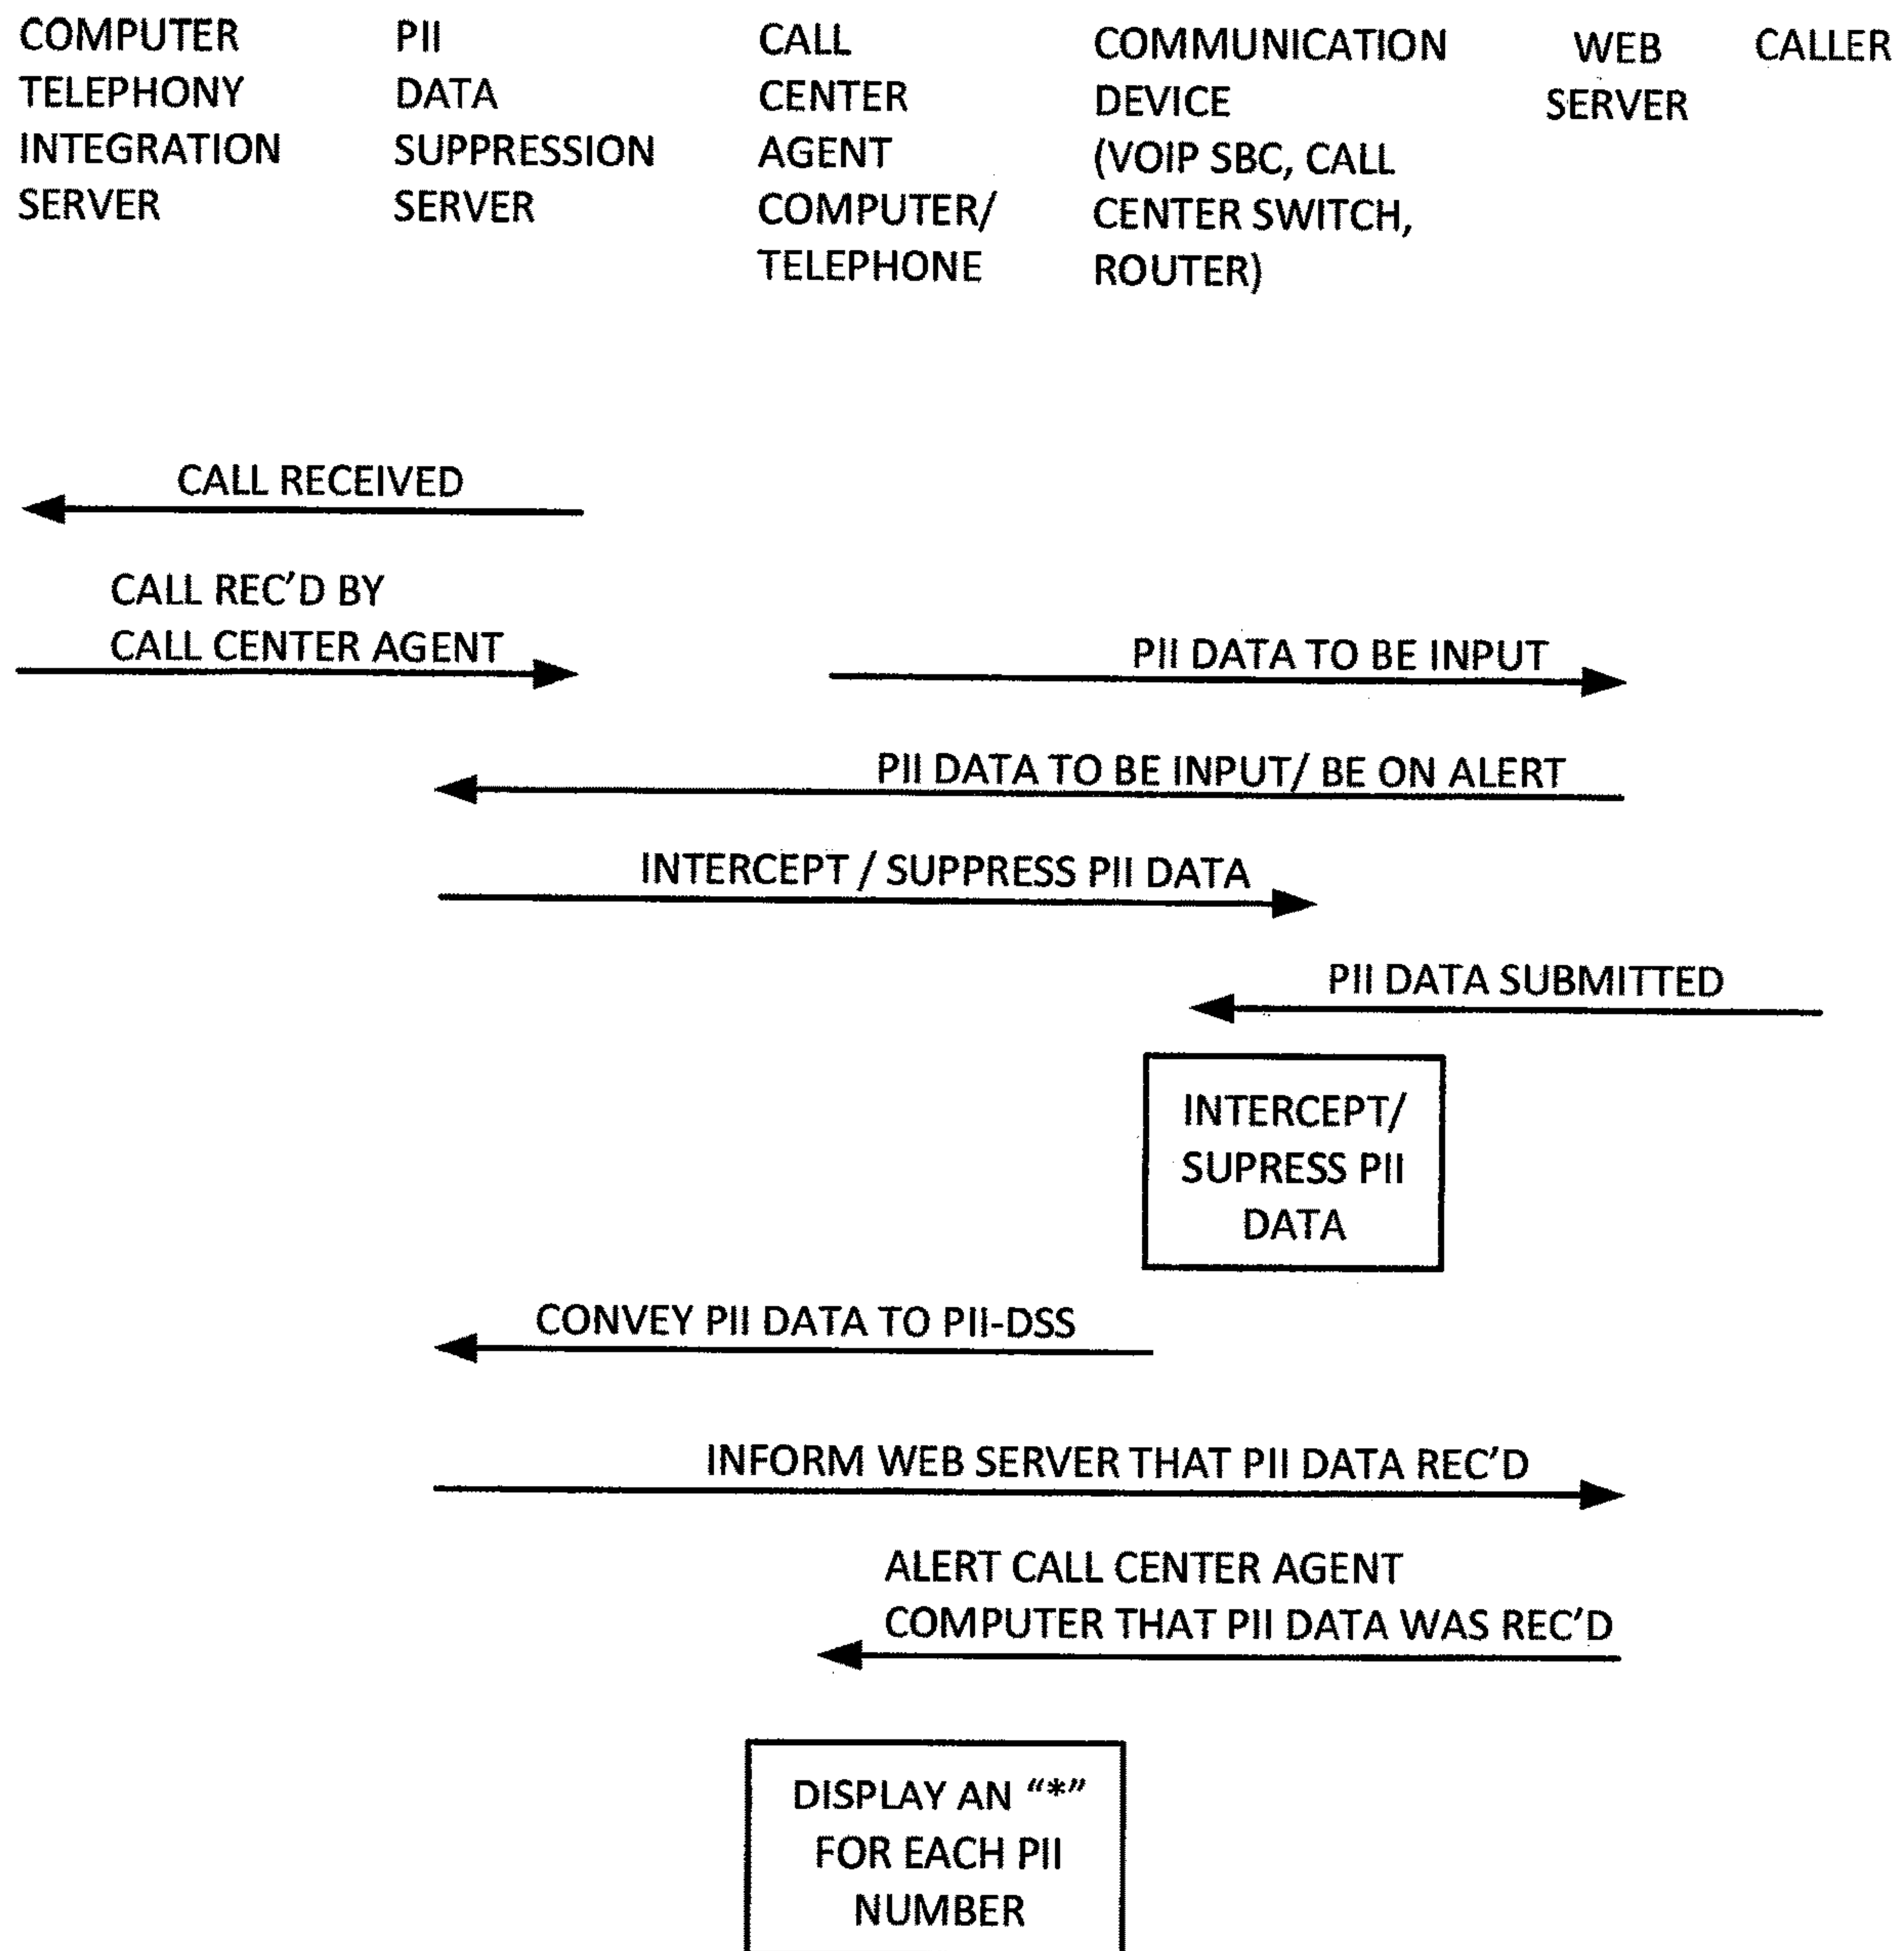 COMPUTER
TELEPHONY
INTEGRATION
SERVER
PII
DATA
SUPPRESSION
SERVER
CALL
CENTER
AGENT
COMPUTER/
TELEPHONE
COMMUNICATION
DEVICE
(VOIP SBC, CALL
CENTER SWITCH,
ROUTER)
WEB
SERVER
CALLER
CALL RECEIVED
CALL REC'D BY
CALL CENTER AGENT
PII DATA TO BE INPUT
PII DATA TO BE INPUT/ BE ON ALERT
INTERCEPT / SUPPRESS PII DATA
PII DATA SUBMITTED
INTERCEPT/
SUPRESS PII
DATA
CONVEY PII DATA TO PII-DSS
INFORM WEB SERVER THAT PII DATA REC'D
ALERT CALL CENTER AGENT
COMPUTER THAT PII DATA WAS REC'D
DISPLAY AN “*”
FOR EACH PII
NUMBER